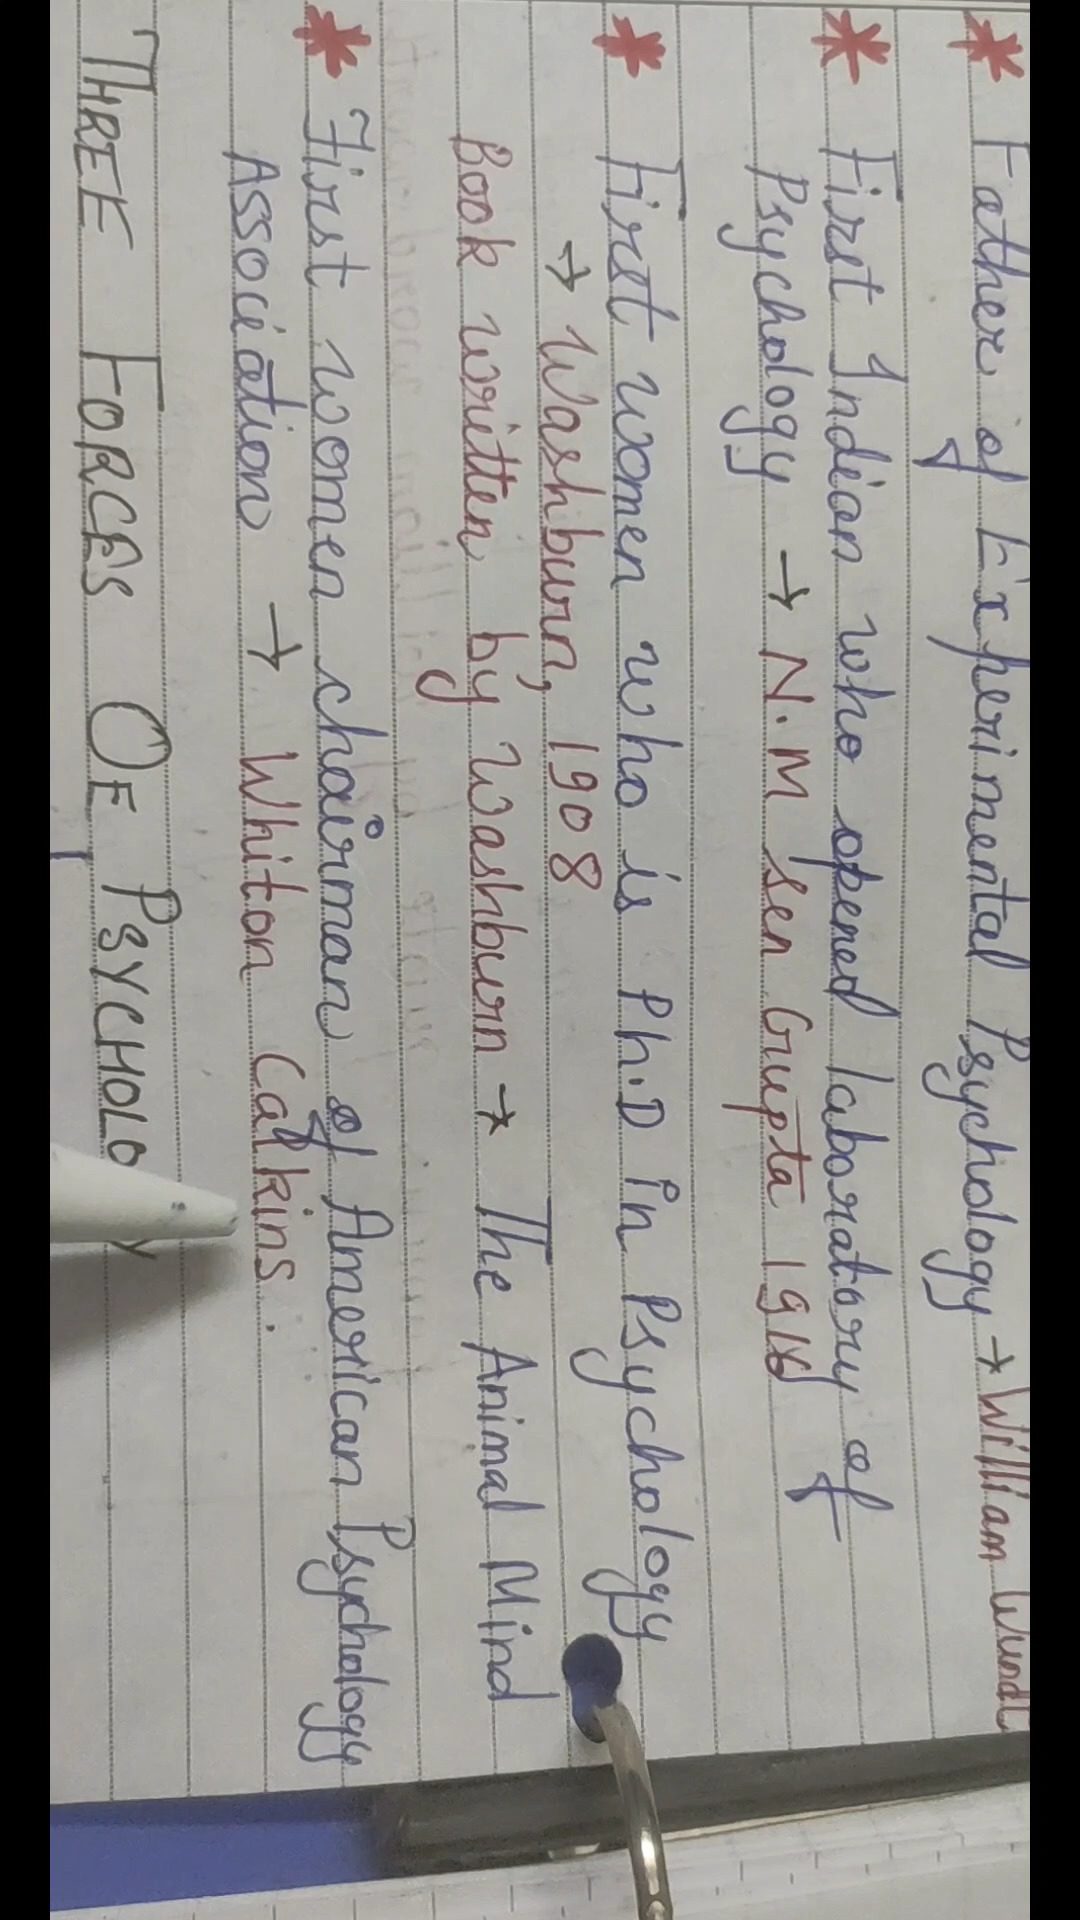 * Father of Experimental Psychology → William Wundt
* First Indian who opened laboratory of
Psychology → N.M sen Gupta 1916
* First women who is Ph.D in Psychology
→ Washburn, 1908
Book written by Washburn → The Animal Mind
* First women chairman of American Psychology
Association → Whiton Calkins.
THREE FORCES OF PSYCHOLOGY